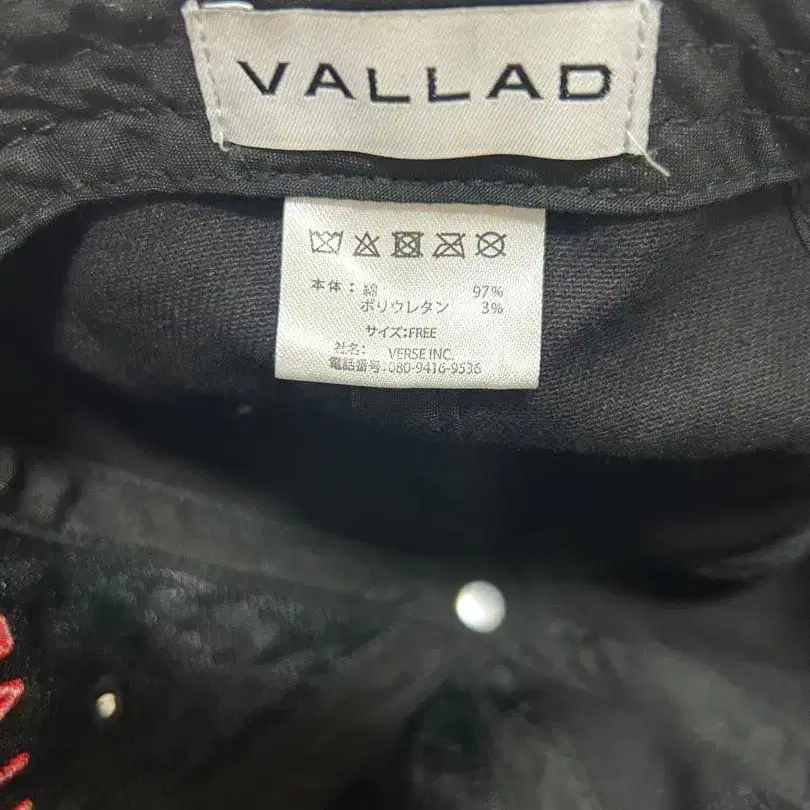 VALLAD
本体： 綿 97%
ポリウレタン 3%
サイズ:FREE
社名: VERSE INC.
電話番号:080-9416-9536